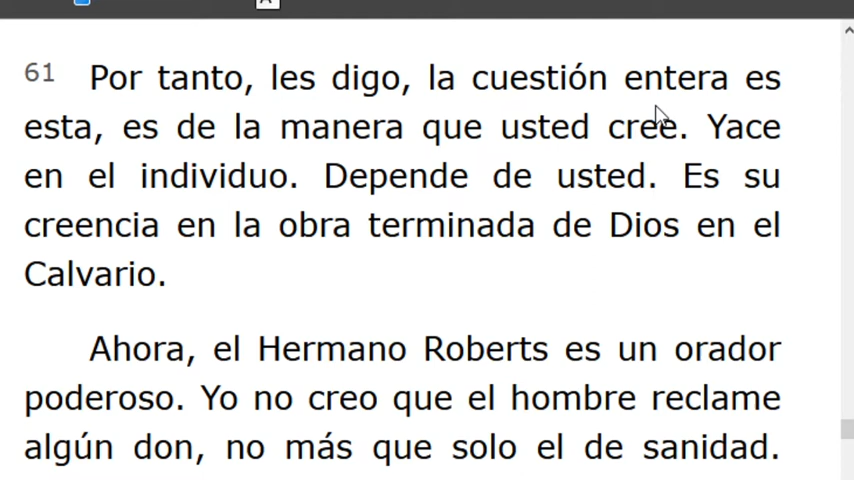 61 Por tanto, les digo, la cuestión entera es
esta, es de la manera que usted cree. Yace
en el individuo. Depende de usted. Es su
creencia en la obra terminada de Dios en el
Calvario.
Ahora, el Hermano Roberts es un orador
poderoso. Yo no creo que el hombre reclame
algún don, no más que solo el de sanidad.